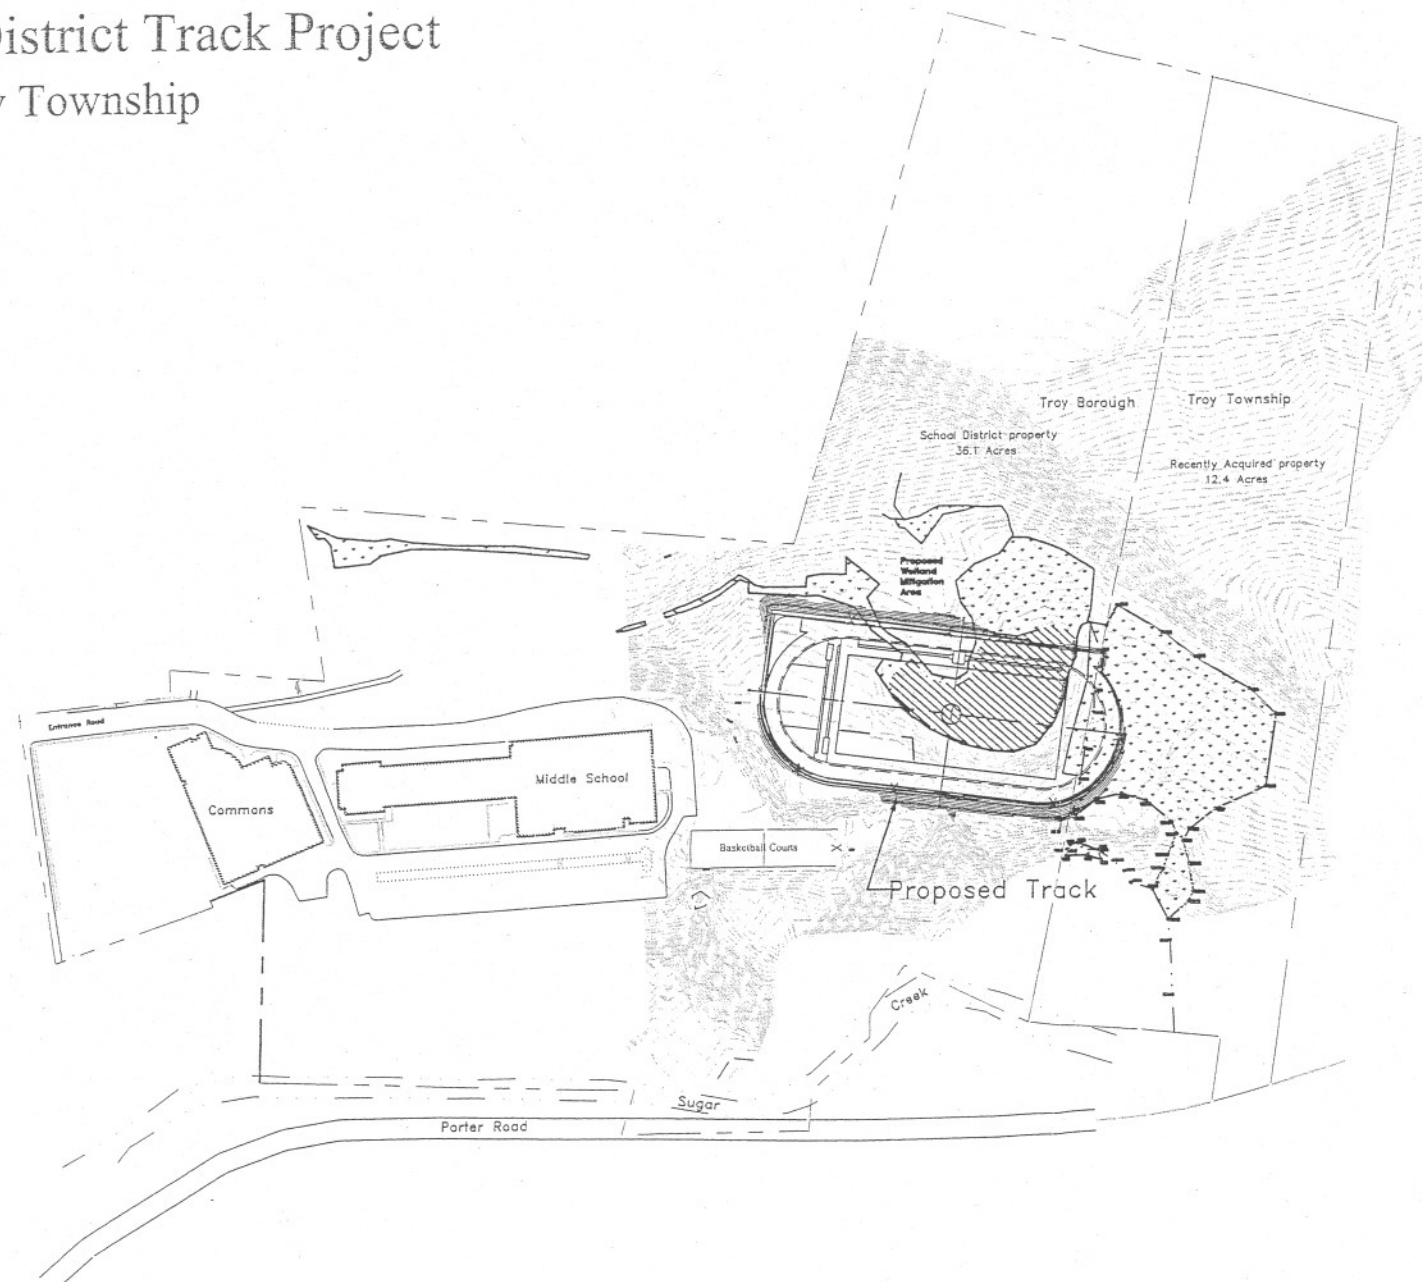 District Track Project
y Township
Troy Borough
Troy Township
School District property
36.1 Acres
Recently Acquired property
12.4 Acres
Proposed
Wetland
Mitigation
Area
Entrance Road
Commons
Middle School
Basketball Courts
Proposed Track
Creek
Sugar
Porter Road